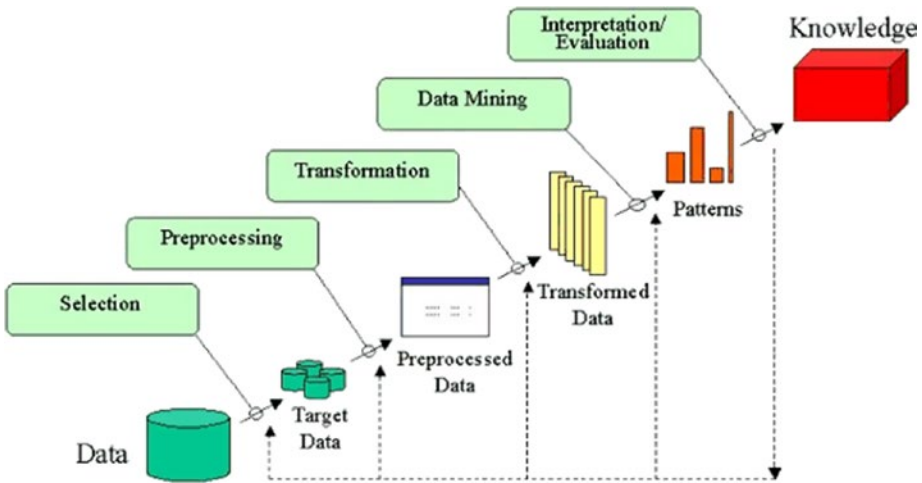 Interpretation/
Evaluation
Knowledge
Data Mining
Transformation
Patterns
Preprocessing
Transformed
Data
Selection
Preprocessed
Data
Target
Data
Data